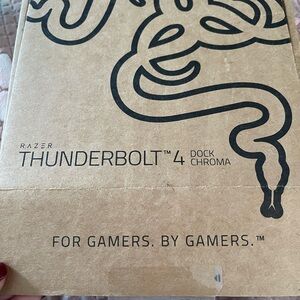 RAZER
THUNDERBOLT™ 4 DOCK CHROMA
FOR GAMERS. BY GAMERS.™